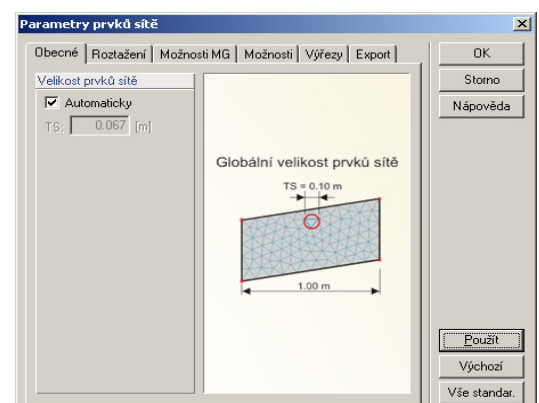 Parametry prvků sítě
Obecné Roztažení Možnosti MG Možnosti Výřezy Export
Velikost prvků sítě
Automaticky
TS: 0.067 [m]
Globální velikost prvků sítě
TS = 0.10 m
1.00 m
OK
Storno
Nápověda
Použít
Výchozí
Vše standar.